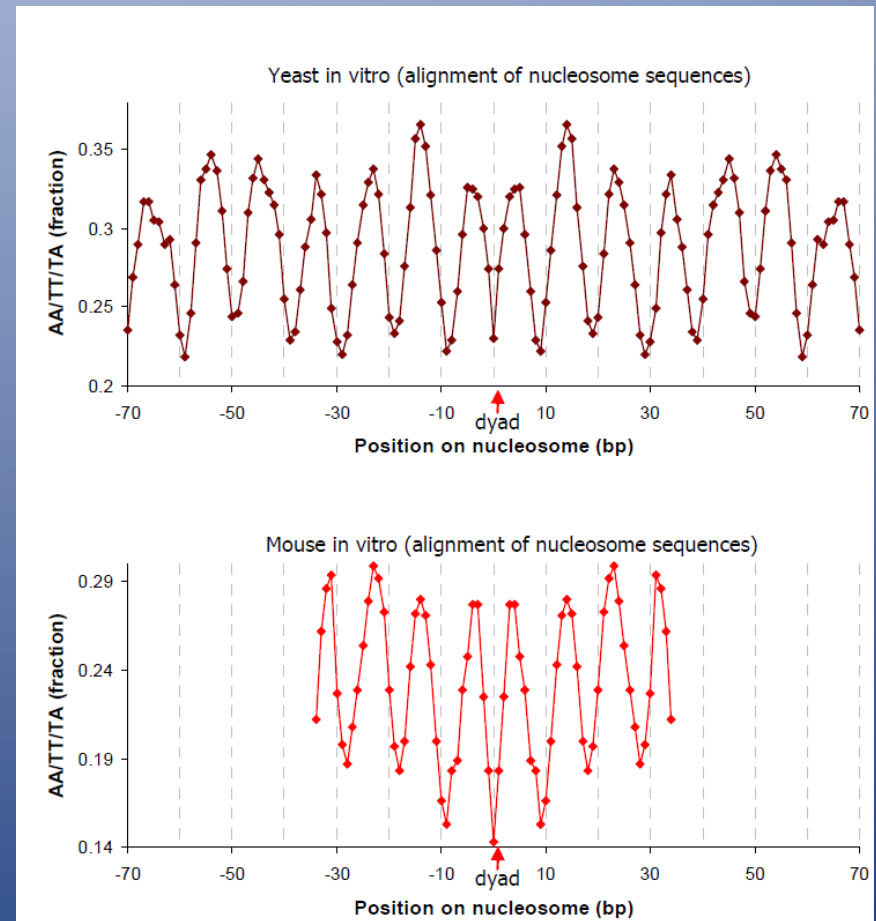 Yeast in vitro (alignment of nucleosome sequences)
AA/TT/TA (fraction)
0.35
0.3
0.25
0.2
-70 -50 -30 -10 10 30 50 70
dyad
Position on nucleosome (bp)
Mouse in vitro (alignment of nucleosome sequences)
AA/TT/TA (fraction)
0.29
0.24
0.19
0.14
-70 -50 -30 -10 10 30 50 70
dyad
Position on nucleosome (bp)